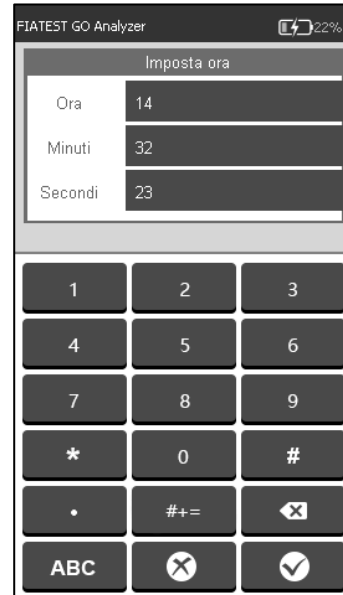 FIATEST GO Analyzer 22%
Imposta ora
Ora 14
Minuti 32
Secondi 23
1 2 3
4 5 6
7 8 9
* 0 #
. #+=
ABC